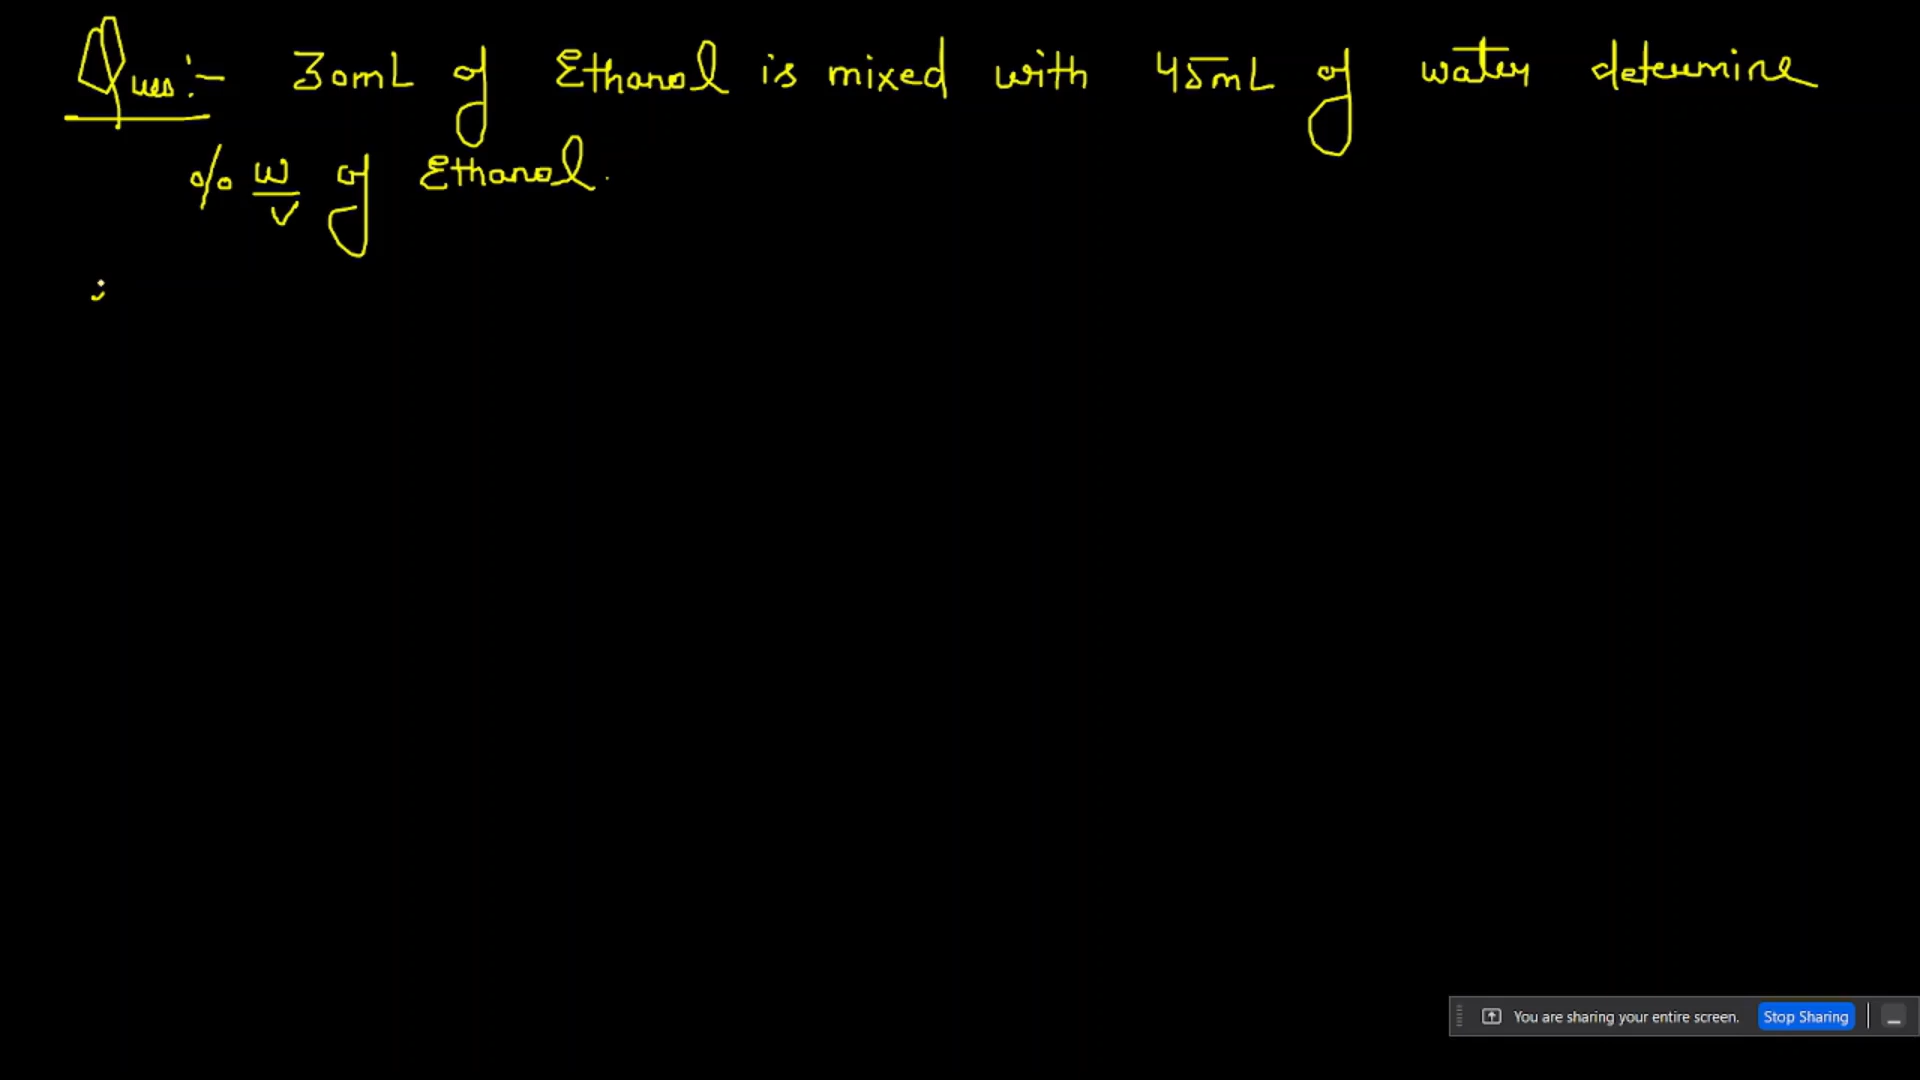 Ques:- 30mL of Ethanol is mixed with 45mL of water determine
% w/v of Ethanol.
You are sharing your entire screen. Stop Sharing